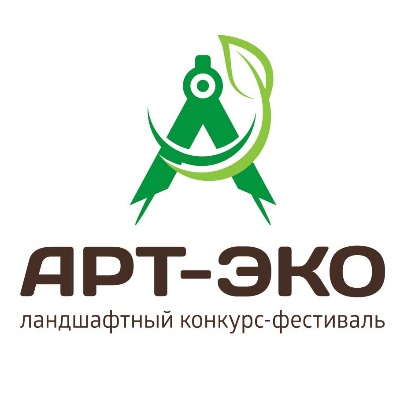 АРТ-ЭКО
ландшафтный конкурс-фестиваль